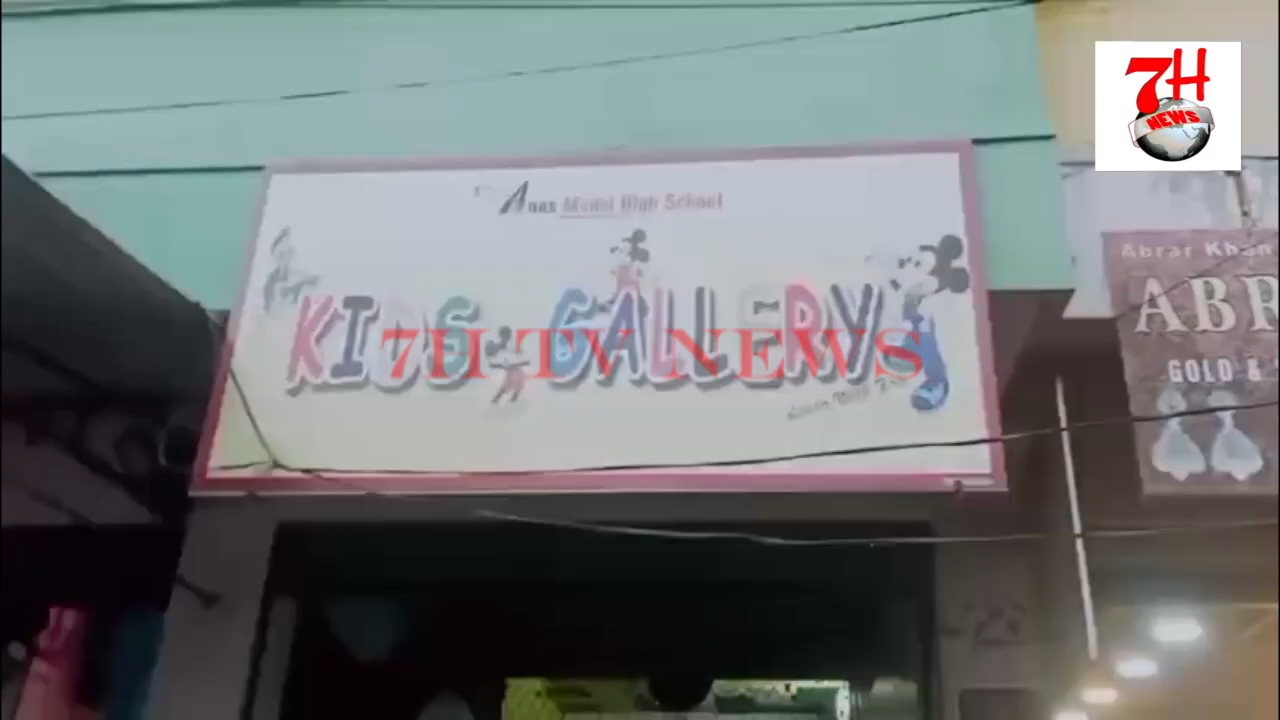 7H
NEWS
Anas Model High School
KIDS GALLERY
7H TV NEWS
Abrar Khan
ABR
GOLD &